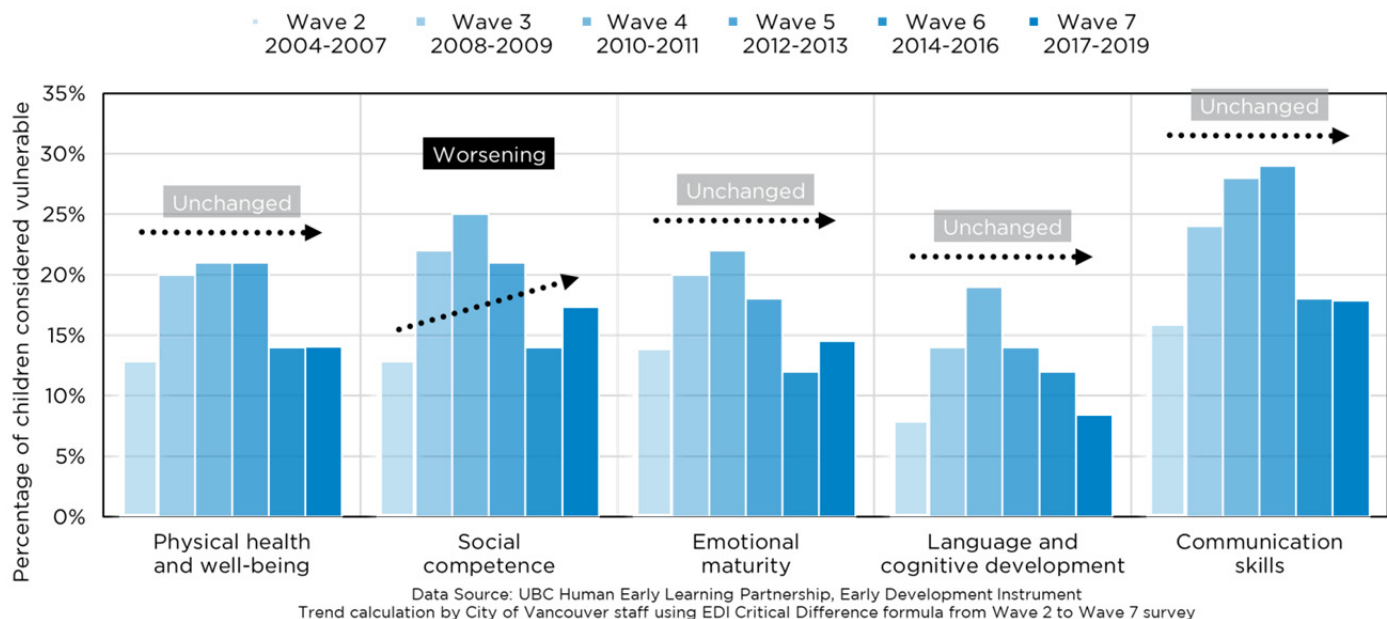 Wave 2 Wave 3 Wave 4 Wave 5 Wave 6 Wave 7
2004-2007 2008-2009 2010-2011 2012-2013 2014-2016 2017-2019
Percentage of children considered vulnerable
35%
30%
25%
20%
15%
10%
5%
0%
Unchanged
Worsening
Unchanged
Unchanged
Unchanged
Physical health
and well-being
Social
competence
Emotional
maturity
Language and
cognitive development
Communication
skills
Data Source: UBC Human Early Learning Partnership, Early Development Instrument
Trend calculation by City of Vancouver staff using EDI Critical Difference formula from Wave 2 to Wave 7 survey